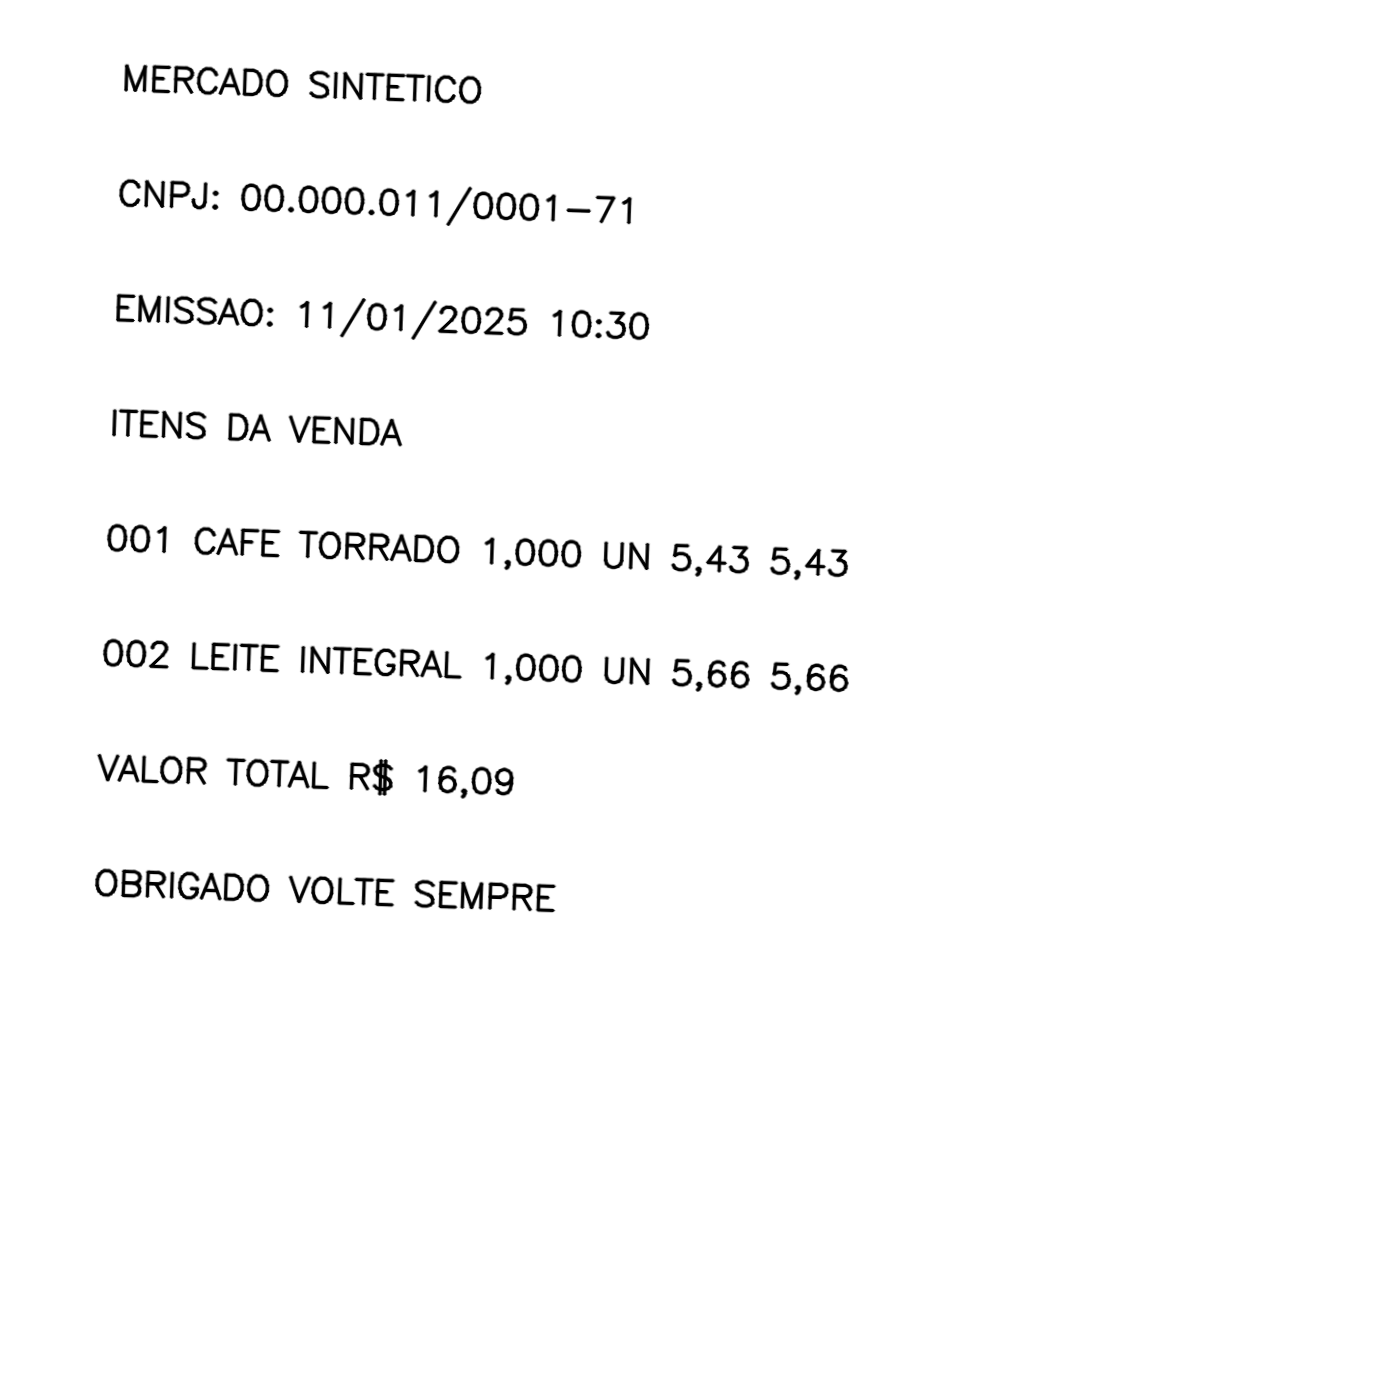 MERCADO SINTETICO
CNPJ: 00.000.011/0001-71
EMISSAO: 11/01/2025 10:30
ITENS DA VENDA
001 CAFE TORRADO 1,000 UN 5,43 5,43
002 LEITE INTEGRAL 1,000 UN 5,66 5,66
VALOR TOTAL R$ 16,09
OBRIGADO VOLTE SEMPRE